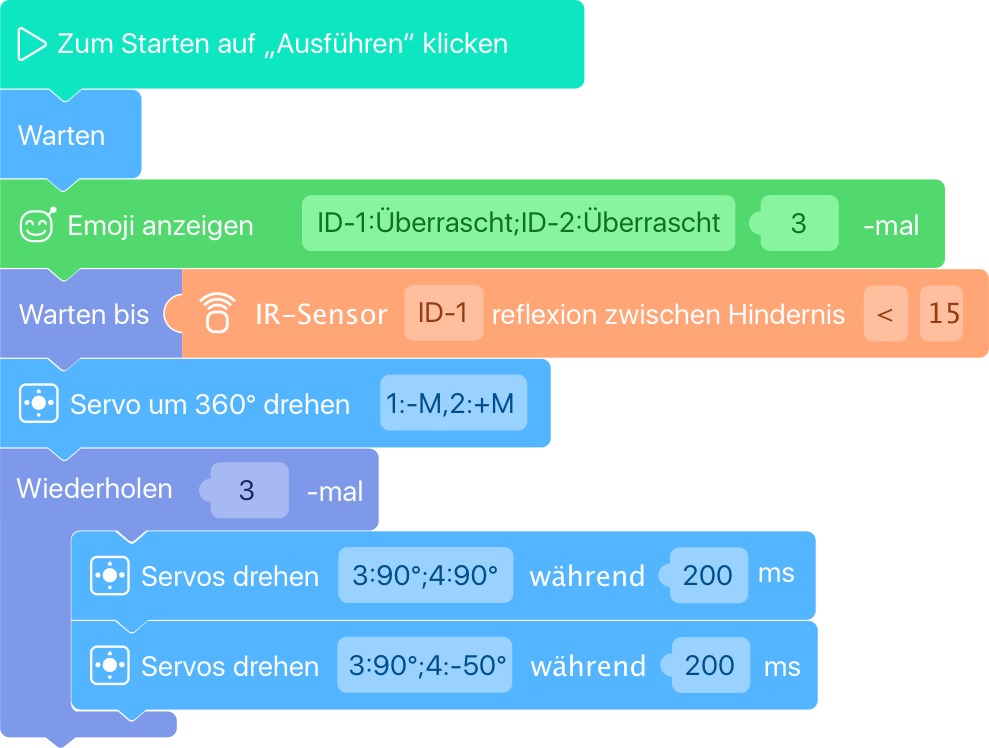 Zum Starten auf „Ausführen“ klicken
Warten
Emoji anzeigen ID-1:Überrascht;ID-2:Überrascht 3 -mal
Warten bis IR-Sensor ID-1 reflexion zwischen Hindernis < 15
Servo um 360° drehen 1:-M,2:+M
Wiederholen 3 -mal
Servos drehen 3:90°;4:90° während 200 ms
Servos drehen 3:90°;4:-50° während 200 ms